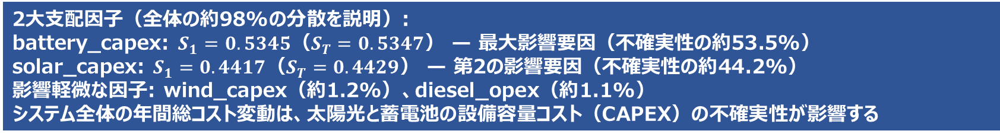 2大支配因子（全体の約98%の分散を説明）:
battery_capex: S₁ = 0.5345（S_T = 0.5347） — 最大影響要因（不確実性の約53.5%）
solar_capex: S₁ = 0.4417（S_T = 0.4429） — 第2の影響要因（不確実性の約44.2%）
影響軽微な因子: wind_capex（約1.2%）、diesel_opex（約1.1%）
システム全体の年間総コスト変動は、太陽光と蓄電池の設備容量コスト（CAPEX）の不確実性が影響する